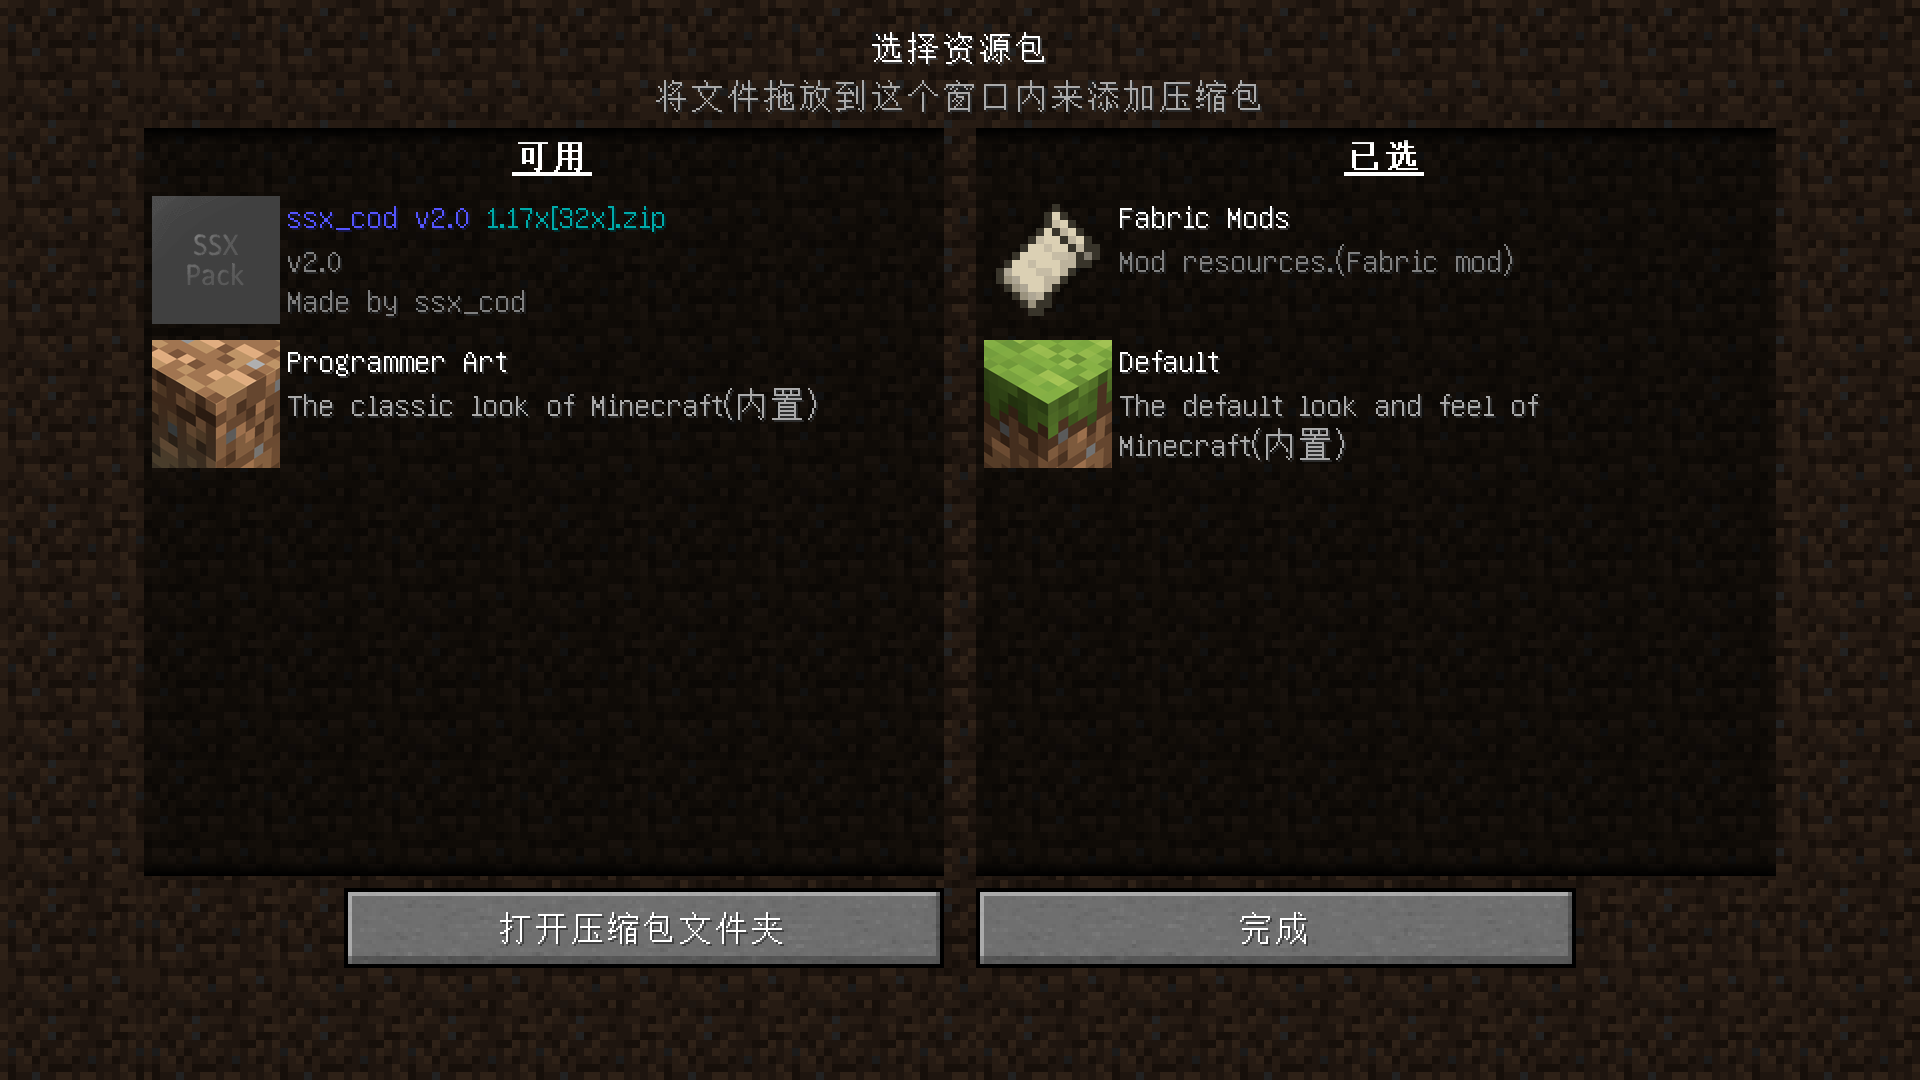 选择资源包
将文件拖放到这个窗口内来添加压缩包
可用
SSX
Pack
ssx_cod v2.0 1.17x[32x].zip
v2.0
Made by ssx_cod
Programmer Art
The classic look of Minecraft(内置)
已选
Fabric Mods
Mod resources.(Fabric mod)
Default
The default look and feel of
Minecraft(内置)
打开压缩包文件夹
完成